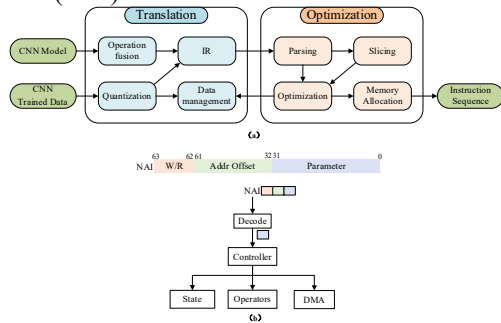 Translation
Optimization
CNN Model
Operation fusion
IR
Parsing
Slicing
CNN Trained Data
Quantization
Data management
Optimization
Memory Allocation
Instruction Sequence
(a)
63 62 61 32 31 0
NAI W/R Addr Offset Parameter
NAI
Decode
Controller
State Operators DMA
(b)